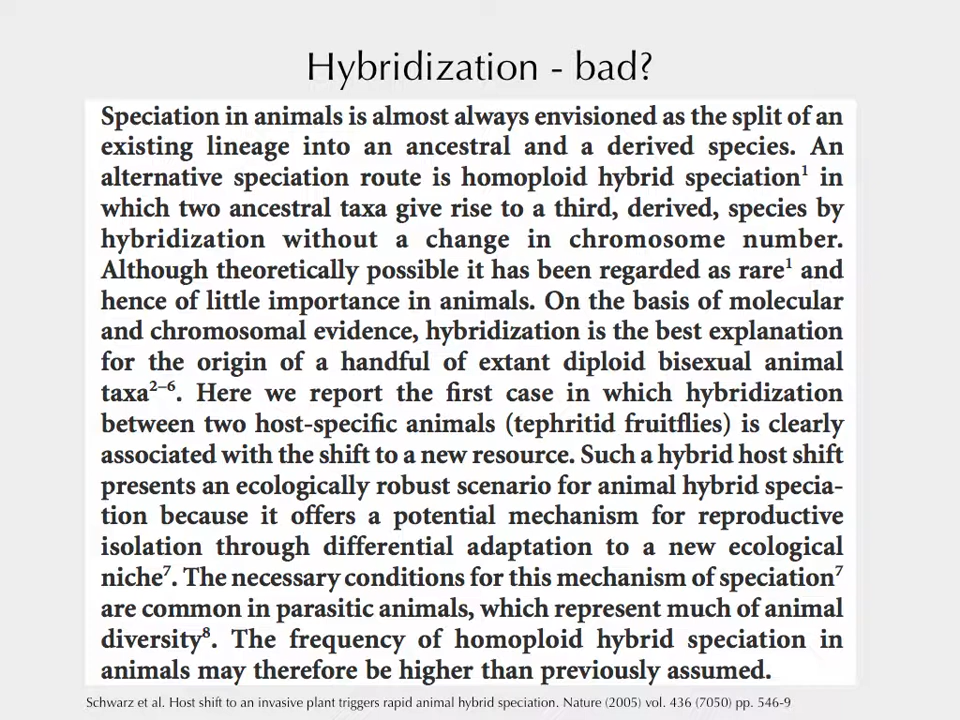 Hybridization - bad?
Speciation in animals is almost always envisioned as the split of an
existing lineage into an ancestral and a derived species. An
alternative speciation route is homoploid hybrid speciation¹ in
which two ancestral taxa give rise to a third, derived, species by
hybridization without a change in chromosome number.
Although theoretically possible it has been regarded as rare¹ and
hence of little importance in animals. On the basis of molecular
and chromosomal evidence, hybridization is the best explanation
for the origin of a handful of extant diploid bisexual animal
taxa²⁻⁶. Here we report the first case in which hybridization
between two host-specific animals (tephritid fruitflies) is clearly
associated with the shift to a new resource. Such a hybrid host shift
presents an ecologically robust scenario for animal hybrid specia-
tion because it offers a potential mechanism for reproductive
isolation through differential adaptation to a new ecological
niche⁷. The necessary conditions for this mechanism of speciation⁷
are common in parasitic animals, which represent much of animal
diversity⁸. The frequency of homoploid hybrid speciation in
animals may therefore be higher than previously assumed.
Schwarz et al. Host shift to an invasive plant triggers rapid animal hybrid speciation. Nature (2005) vol. 436 (7050) pp. 546-9